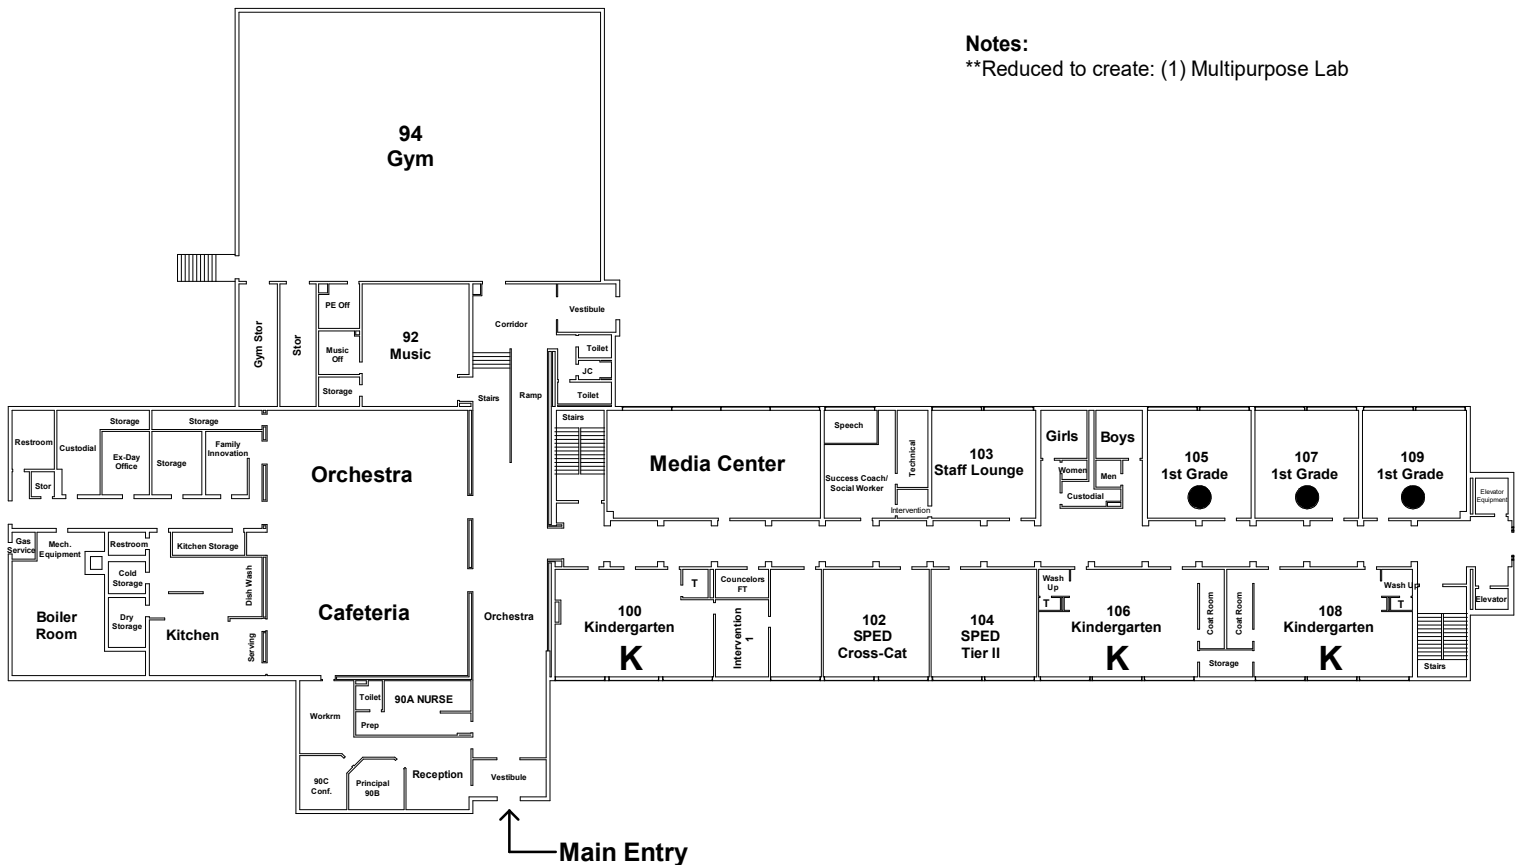 Notes:
**Reduced to create: (1) Multipurpose Lab
94
Gym
Gym Stor
Stor
PE Off
Music
Off
Storage
92
Music
Corridor
Vestibule
Toilet
JC
Toilet
Stairs
Ramp
Restroom
Stor
Custodial
Storage
Ex-Day
Office
Storage
Storage
Family
Innovation
Orchestra
Stairs
Media Center
Speech
Success Coach/
Social Worker
Technical
Intervention
103
Staff Lounge
Girls
Boys
Women
Men
Custodial
105
1st Grade
107
1st Grade
109
1st Grade
Elevator
Equipment
Gas
Service
Mech.
Equipment
Restroom
Kitchen Storage
Cold
Storage
Dry
Storage
Dish Wash
Boiler
Room
Kitchen
Serving
Cafeteria
Orchestra
100
Kindergarten
K
T
Councelors
FT
Intervention
1
102
SPED
Cross-Cat
104
SPED
Tier II
Wash
Up
T
106
Kindergarten
K
Coat Room
Coat Room
Storage
108
Kindergarten
K
Wash Up
T
Elevator
Stairs
Toilet
90A NURSE
Prep
Workrm
90C
Conf.
Principal
90B
Reception
Vestibule
Main Entry